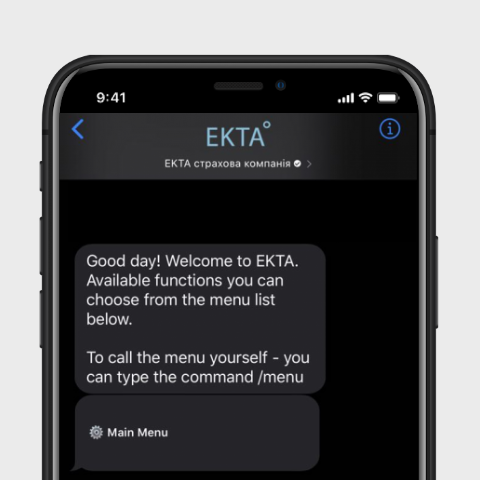 9:41
EKTA°
ЕКТА страхова компанія
Good day! Welcome to EKTA.
Available functions you can
choose from the menu list
below.
To call the menu yourself - you
can type the command /menu
Main Menu